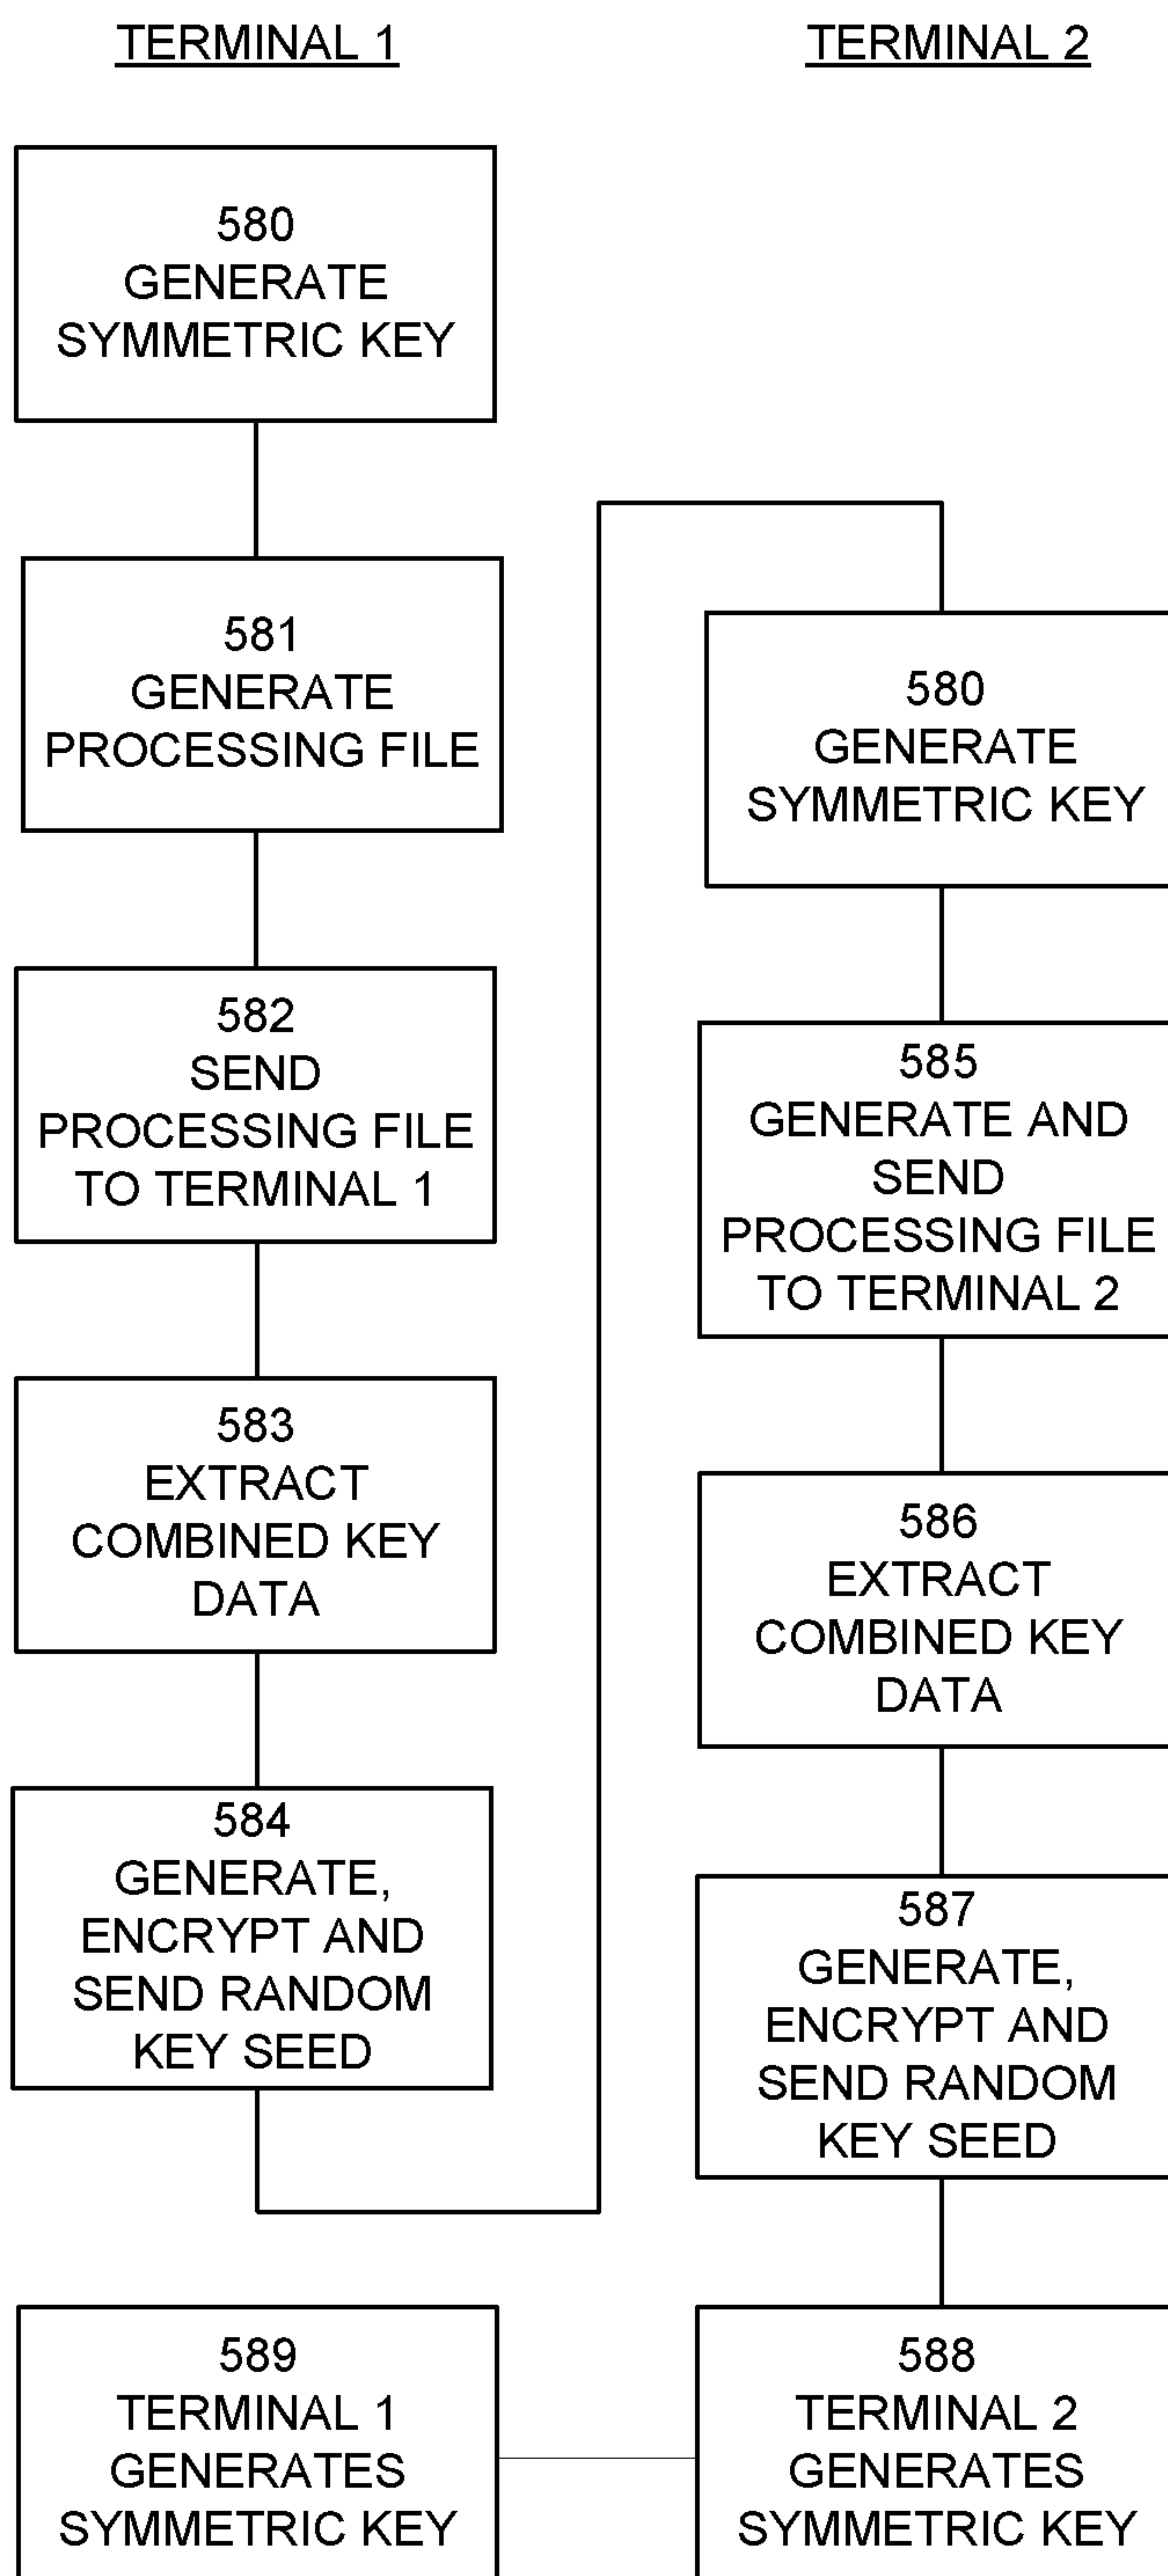 TERMINAL 1
TERMINAL 2
580
GENERATE
SYMMETRIC KEY
581
GENERATE
PROCESSING FILE
582
SEND
PROCESSING FILE
TO TERMINAL 1
583
EXTRACT
COMBINED KEY
DATA
584
GENERATE,
ENCRYPT AND
SEND RANDOM
KEY SEED
580
GENERATE
SYMMETRIC KEY
585
GENERATE AND
SEND
PROCESSING FILE
TO TERMINAL 2
586
EXTRACT
COMBINED KEY
DATA
587
GENERATE,
ENCRYPT AND
SEND RANDOM
KEY SEED
588
TERMINAL 2
GENERATES
SYMMETRIC KEY
589
TERMINAL 1
GENERATES
SYMMETRIC KEY